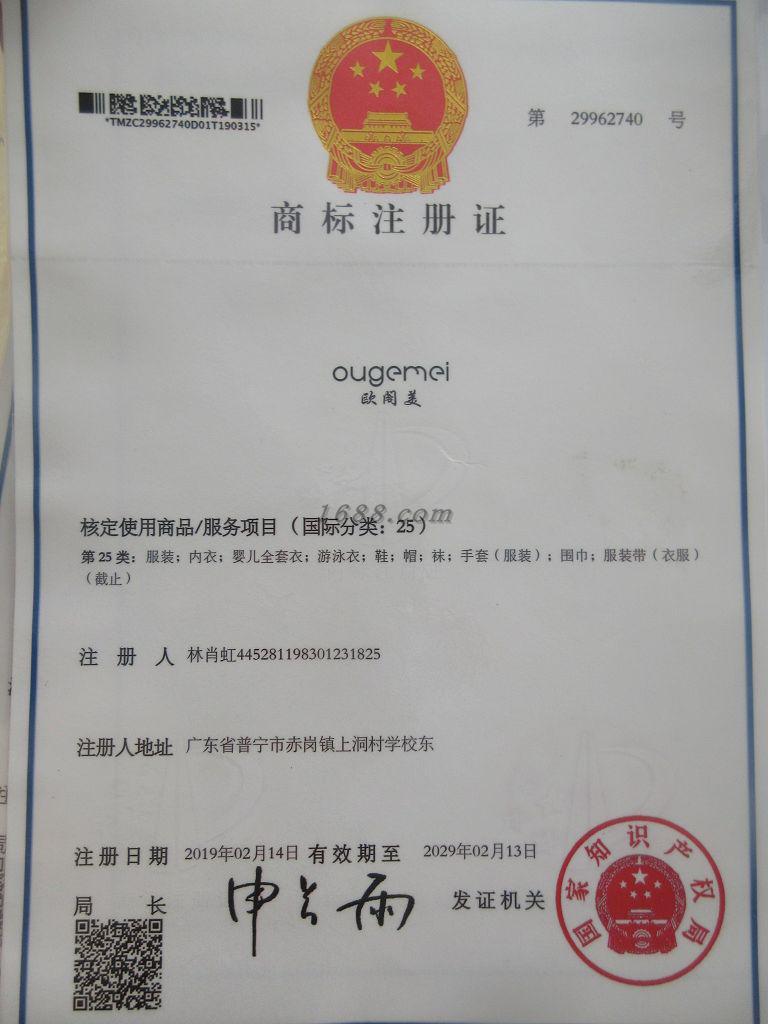 *TMZC29962740D01T190315*
第 29962740 号
商标注册证
ougemei
欧阁美
1688.com
核定使用商品/服务项目（国际分类：25）
第25类：服装；内衣；婴儿全套衣；游泳衣；鞋；帽；袜；手套（服装）；围巾；服装带（衣服）
（截止）
注册人 林肖虹445281198301231825
注册人地址 广东省普宁市赤岗镇上洞村学校东
注册日期 2019年02月14日 有效期至 2029年02月13日
局长 申长雨 发证机关
国家知识产权局